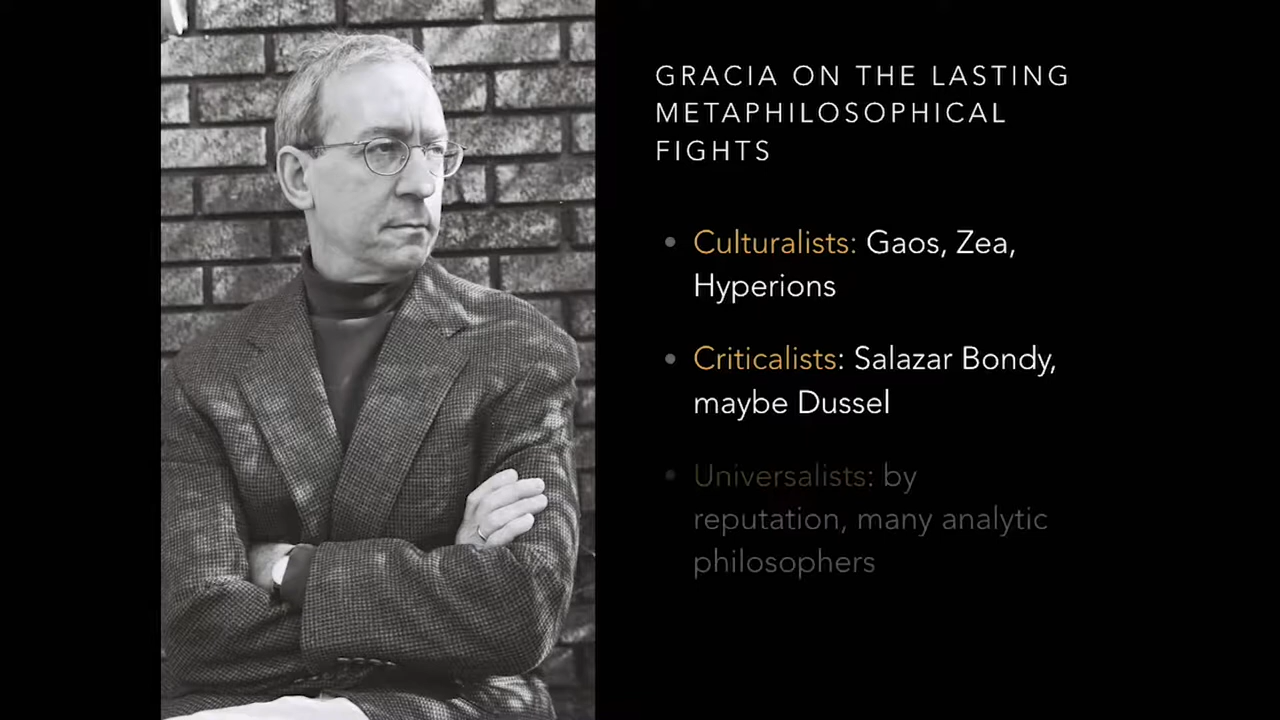 GRACIA ON THE LASTING
METAPHILOSOPHICAL
FIGHTS
• Culturalists: Gaos, Zea,
Hyperions
• Criticalists: Salazar Bondy,
maybe Dussel
• Universalists: by
reputation, many analytic
philosophers